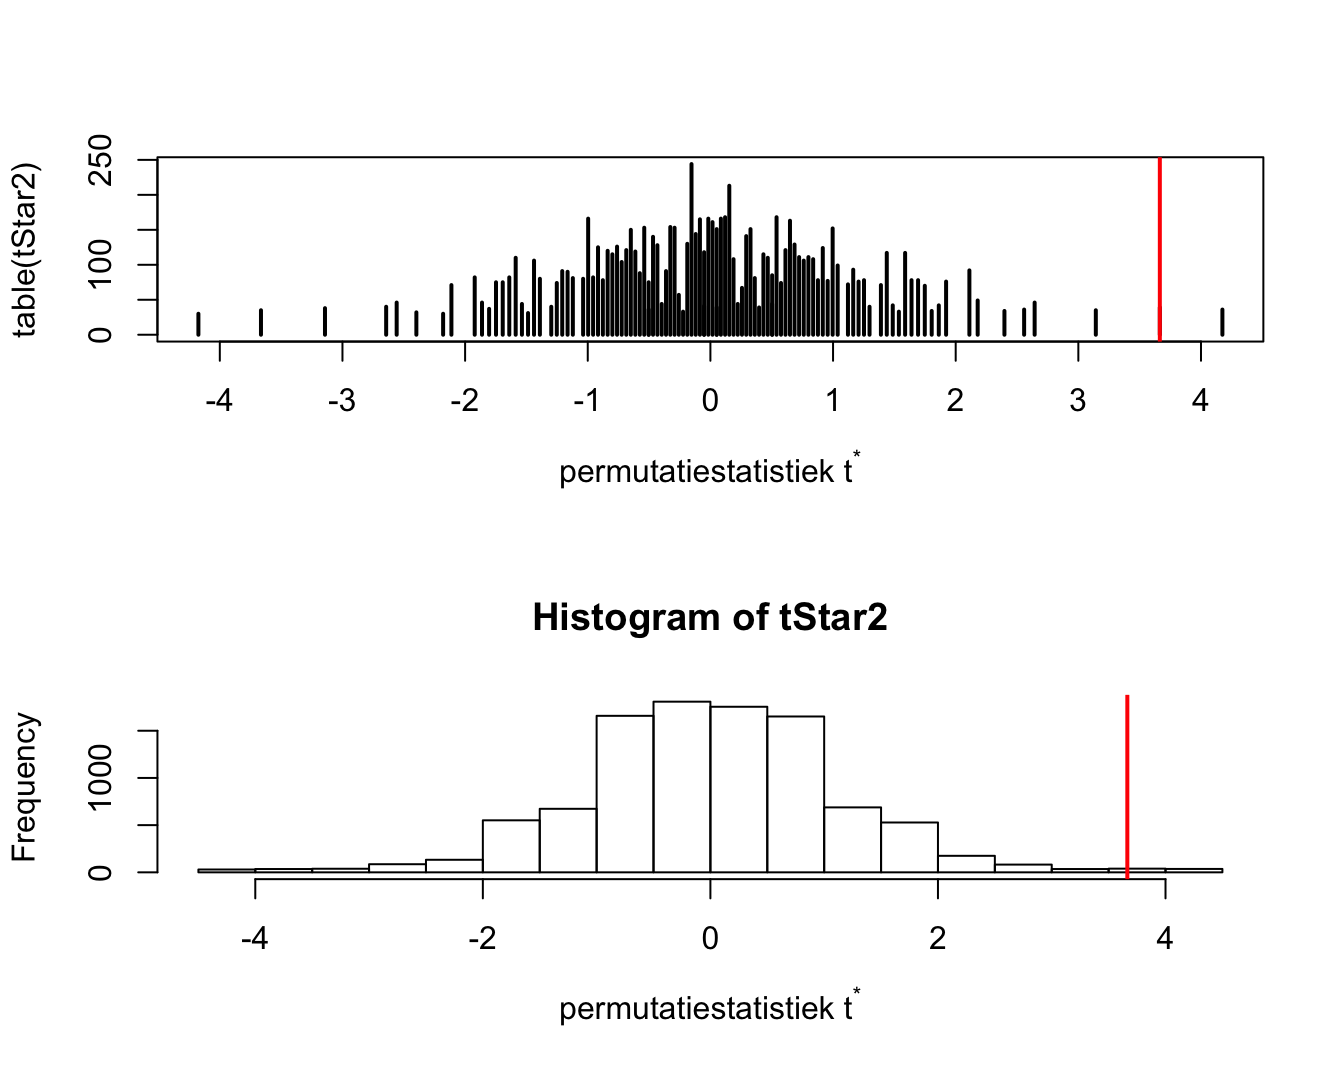 table(tStar2)
250
100
0
-4 -3 -2 -1 0 1 2 3 4
permutatiestatistiek t*
Histogram of tStar2
Frequency
1000
0
-4 -2 0 2 4
permutatiestatistiek t*